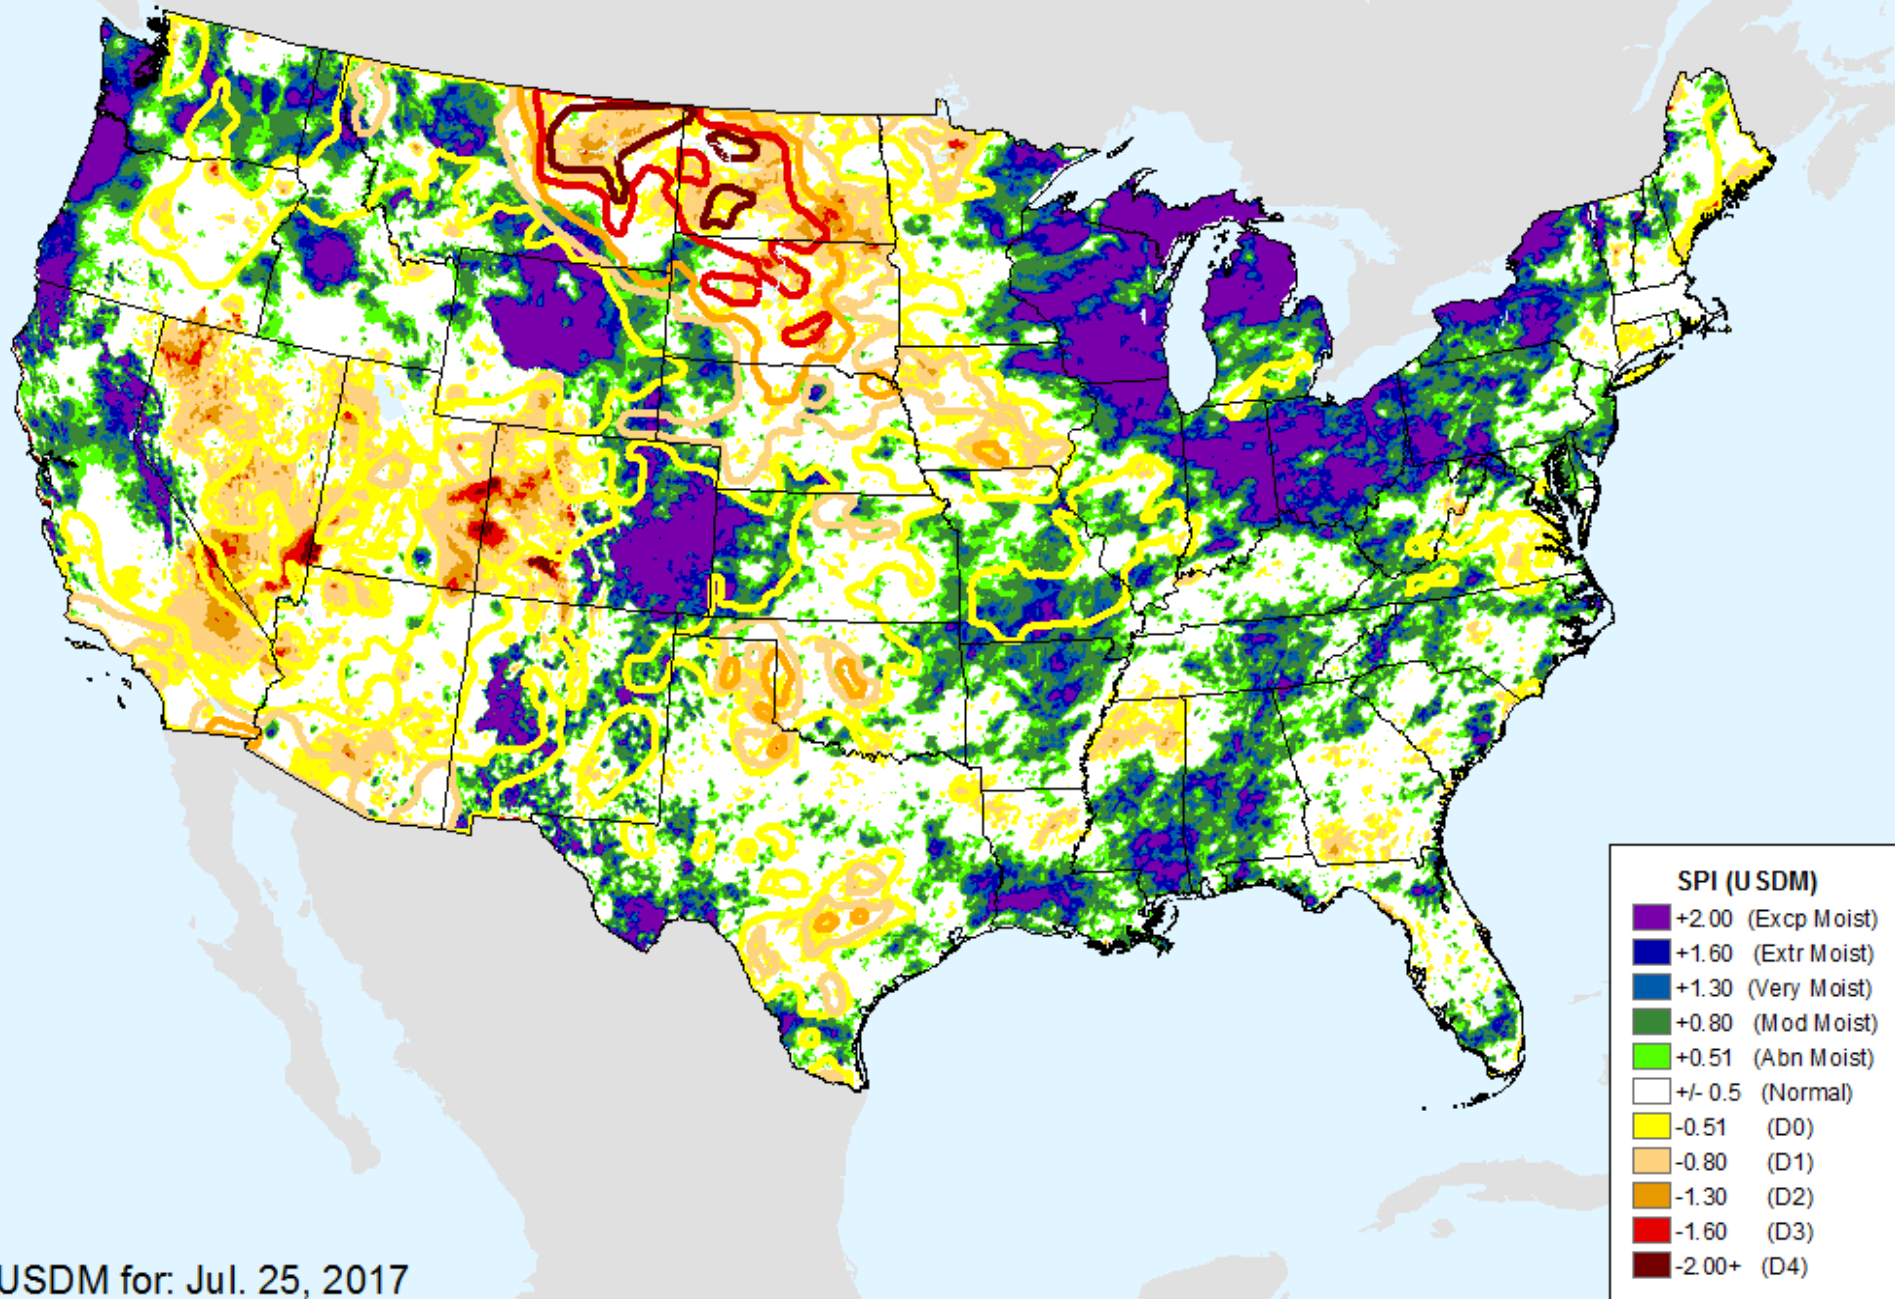 SPI (USDM)
+2.00 (Excp Moist)
+1.60 (Extr Moist)
+1.30 (Very Moist)
+0.80 (Mod Moist)
+0.51 (Abn Moist)
+/- 0.5 (Normal)
-0.51 (D0)
-0.80 (D1)
-1.30 (D2)
-1.60 (D3)
-2.00+ (D4)
USDM for: Jul. 25, 2017